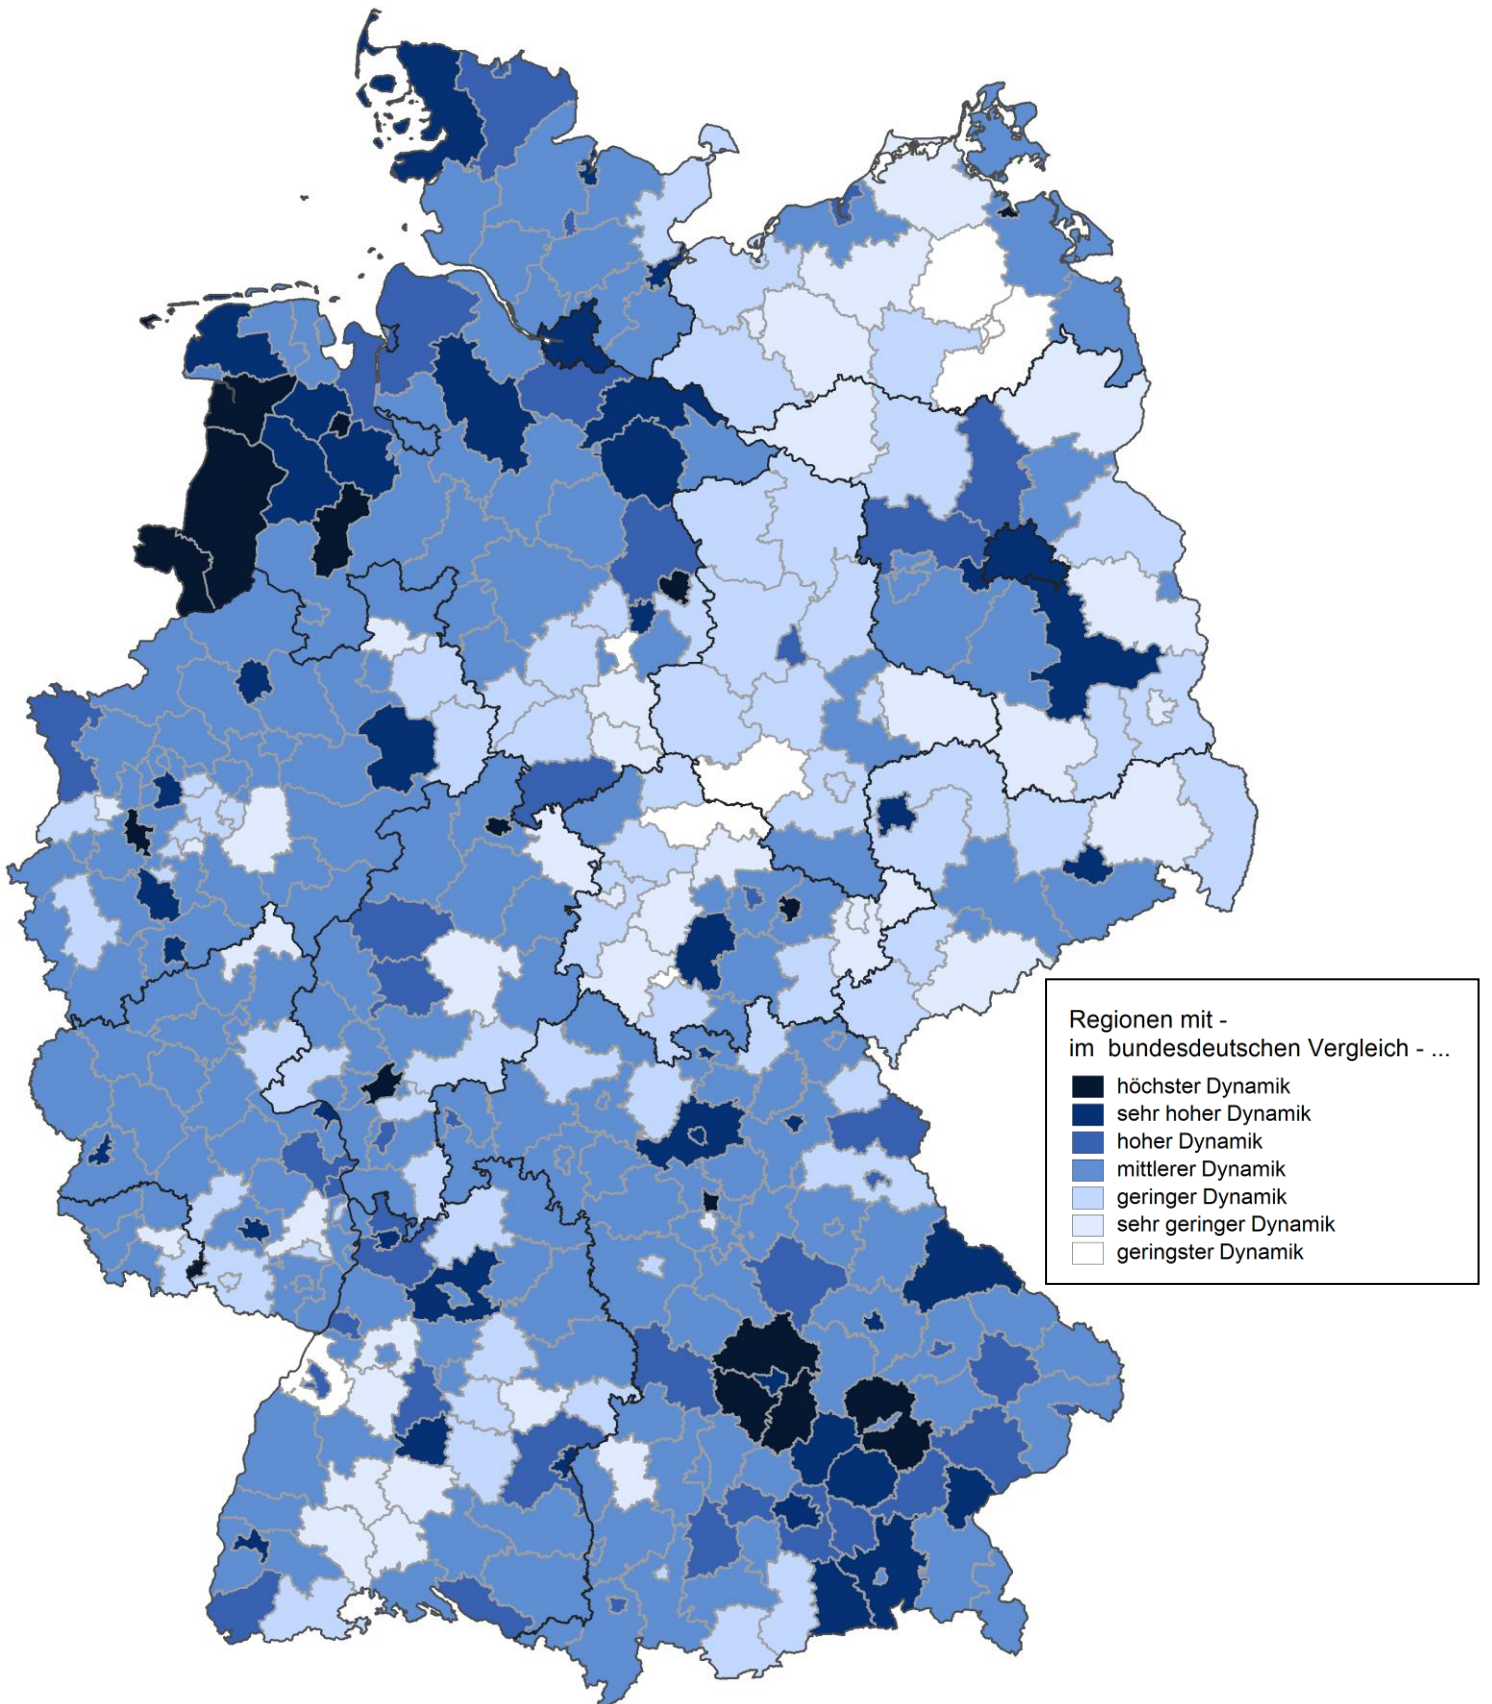 Regionen mit -
im bundesdeutschen Vergleich - ...
höchster Dynamik
sehr hoher Dynamik
hoher Dynamik
mittlerer Dynamik
geringer Dynamik
sehr geringer Dynamik
geringster Dynamik